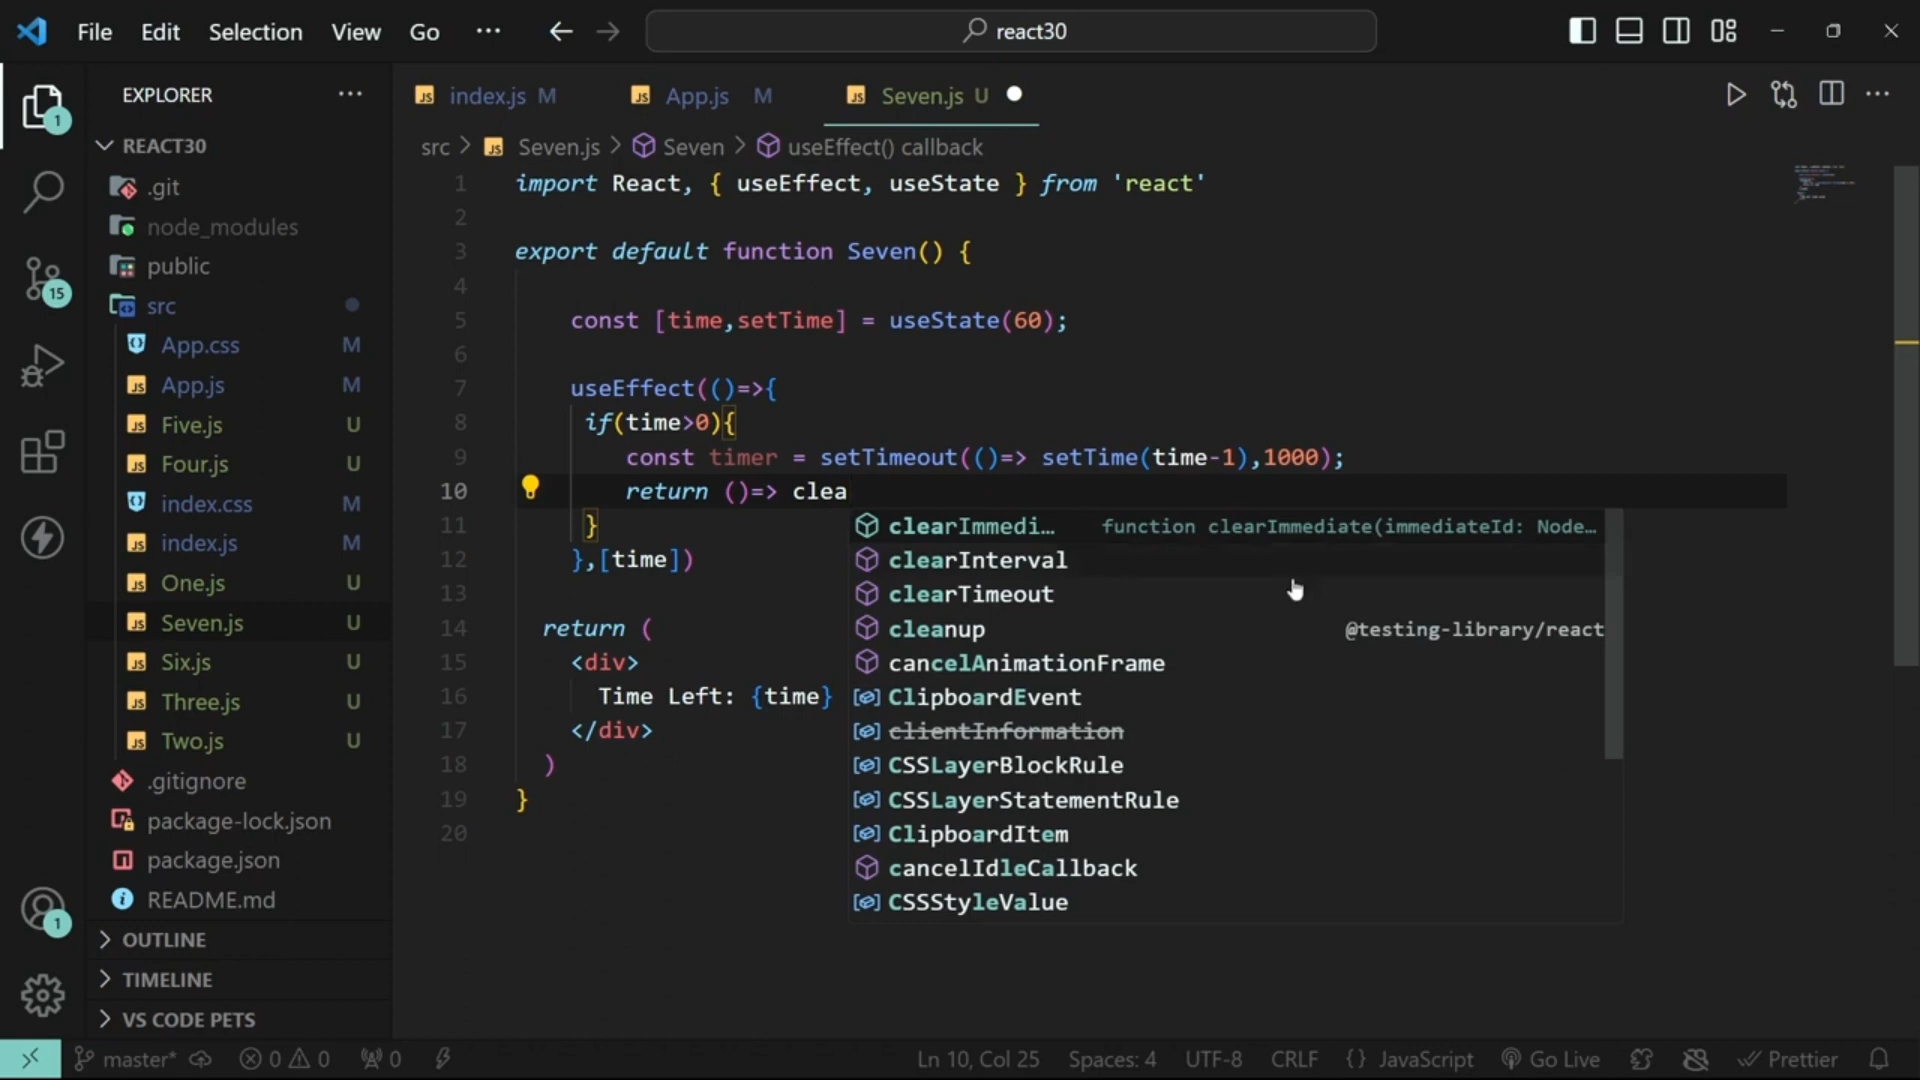 File Edit Selection View Go ··· react30
EXPLORER ···
index.js M App.js M Seven.js U
src > Seven.js > Seven > useEffect() callback
REACT30
.git
node_modules
public
src
App.css M
App.js M
Five.js U
Four.js U
index.css M
index.js M
One.js U
Seven.js U
Six.js U
Three.js U
Two.js U
.gitignore
package-lock.json
package.json
README.md
OUTLINE
TIMELINE
VS CODE PETS
1
15
1
1 import React, { useEffect, useState } from 'react'
2
3 export default function Seven() {
4
5 const [time,setTime] = useState(60);
6
7 useEffect(()=>{
8 if(time>0){
9 const timer = setTimeout(()=> setTime(time-1),1000);
10 return ()=> clea
11 }
12 },[time])
13
14 return (
15 <div>
16 Time Left: {time}
17 </div>
18 )
19 }
20
clearImmedi… function clearImmediate(immediateId: Node…
clearInterval
clearTimeout
cleanup @testing-library/react
cancelAnimationFrame
ClipboardEvent
clientInformation
CSSLayerBlockRule
CSSLayerStatementRule
ClipboardItem
cancelIdleCallback
CSSStyleValue
master* 0 0 0 Ln 10, Col 25 Spaces: 4 UTF-8 CRLF {} JavaScript Go Live Prettier